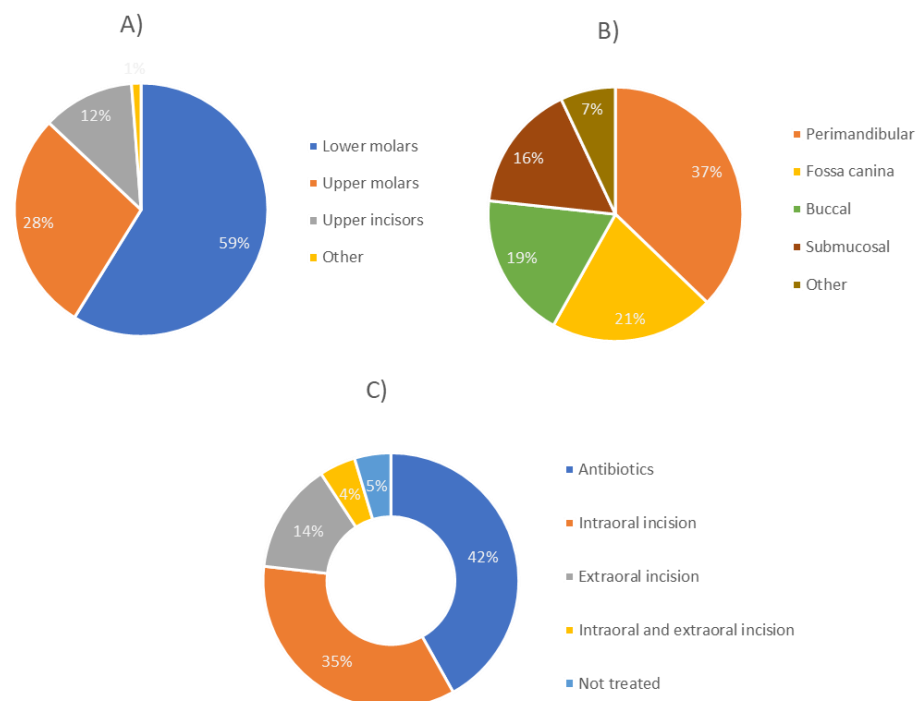 A)
1%
12%
28%
59%
Lower molars
Upper molars
Upper incisors
Other
B)
7%
16%
37%
19%
21%
Perimandibular
Fossa canina
Buccal
Submucosal
Other
C)
4%
5%
14%
42%
35%
Antibiotics
Intraoral incision
Extraoral incision
Intraoral and extraoral incision
Not treated